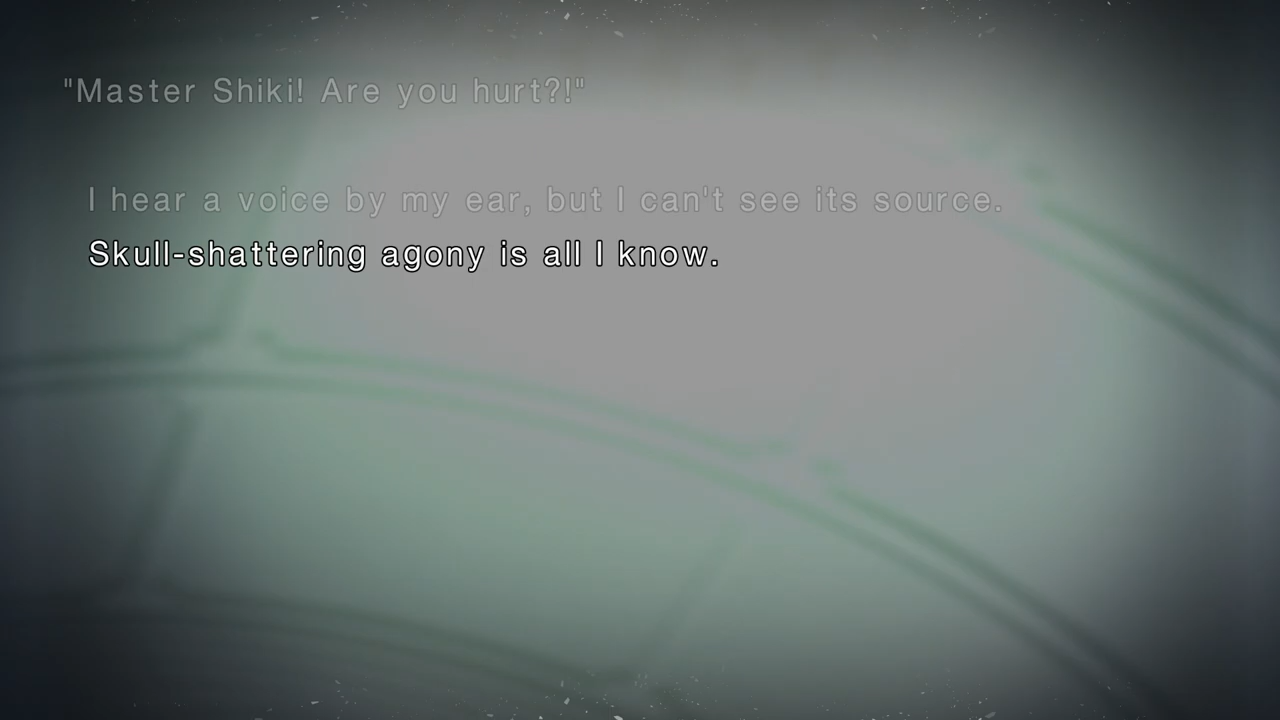 "Master Shiki! Are you hurt?!"
I hear a voice by my ear, but I can't see its source.
Skull-shattering agony is all I know.